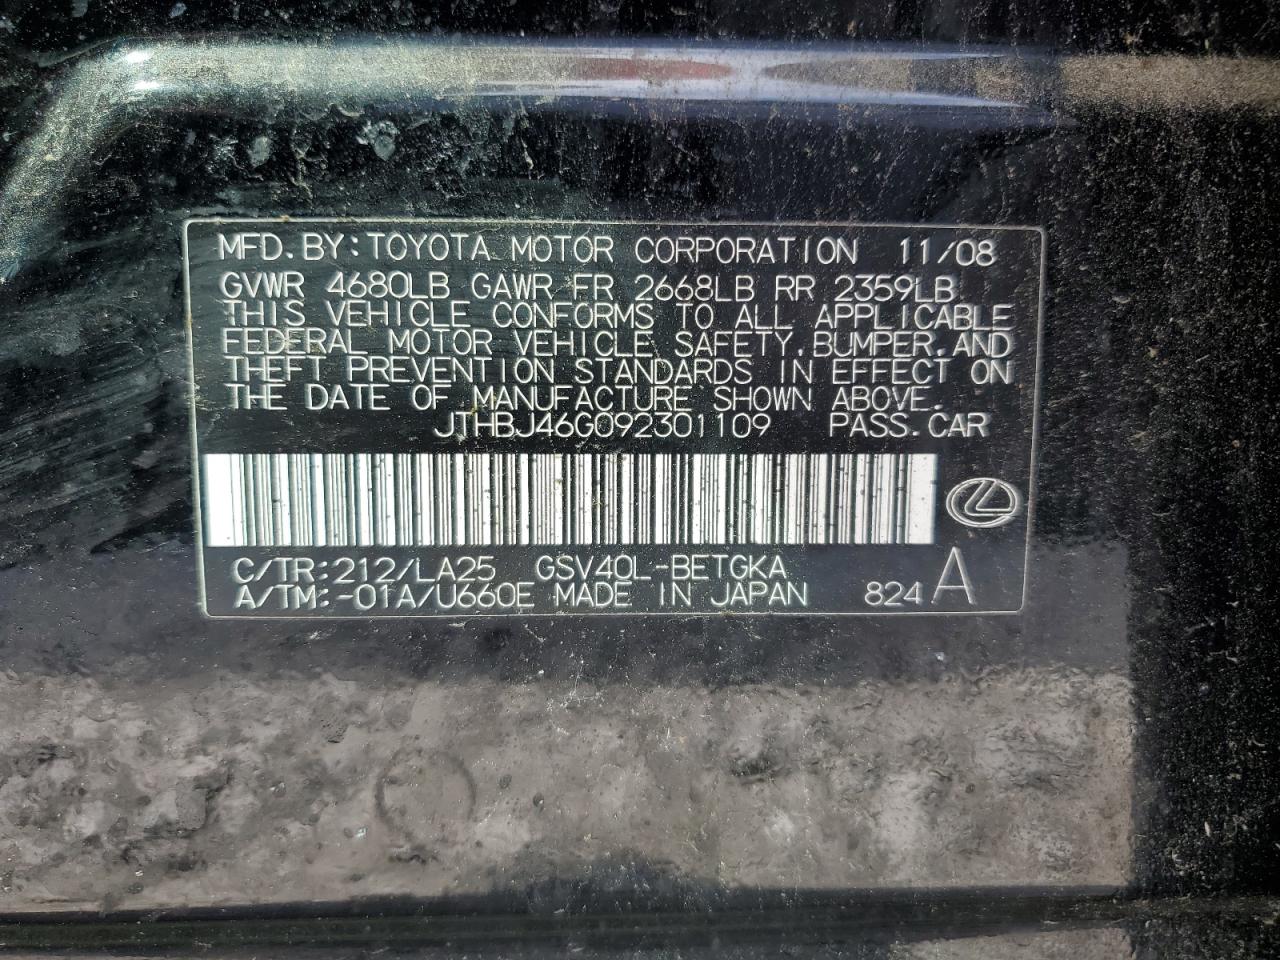 MFD. BY: TOYOTA MOTOR CORPORATION 11/08
GVWR 4680LB GAWR FR 2668LB RR 2359LB
THIS VEHICLE CONFORMS TO ALL APPLICABLE
FEDERAL MOTOR VEHICLE SAFETY, BUMPER, AND
THEFT PREVENTION STANDARDS IN EFFECT ON
THE DATE OF MANUFACTURE SHOWN ABOVE.
JTHBJ46G092301109 PASS. CAR
C/TR: 212/LA25 GSV40L-BETGKA
A/TM: -01A/U660E MADE IN JAPAN 824 A